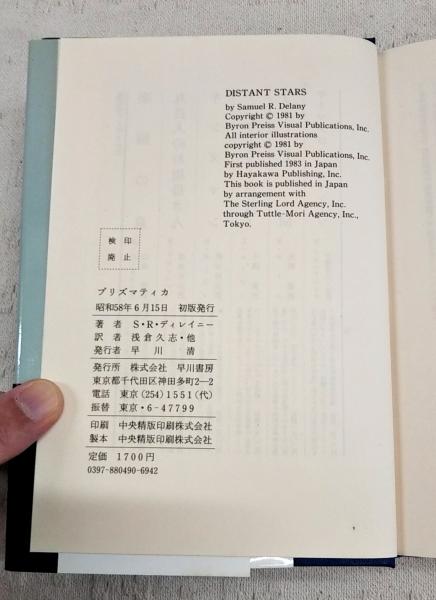 DISTANT STARS
by Samuel R. Delany
Copyright © 1981 by
Byron Preiss Visual Publications, Inc.
All interior illustrations
copyright © 1981 by
Byron Preiss Visual Publications, Inc.
First published 1983 in Japan
by Hayakawa Publishing, Inc.
This book is published in Japan
by arrangement with
The Sterling Lord Agency, Inc.
through Tuttle-Mori Agency, Inc.,
Tokyo.
検印
廃止
プリズマティカ
昭和58年6月15日 初版発行
著者 S・R・ディレイニー
訳者 浅倉久志・他
発行者 早川 清
発行所 株式会社 早川書房
東京都千代田区神田多町2―2
電話 東京(254)1551(代)
振替 東京・6-47799
印刷 中央精版印刷株式会社
製本 中央精版印刷株式会社
定価 1700円
0397-880490-6942